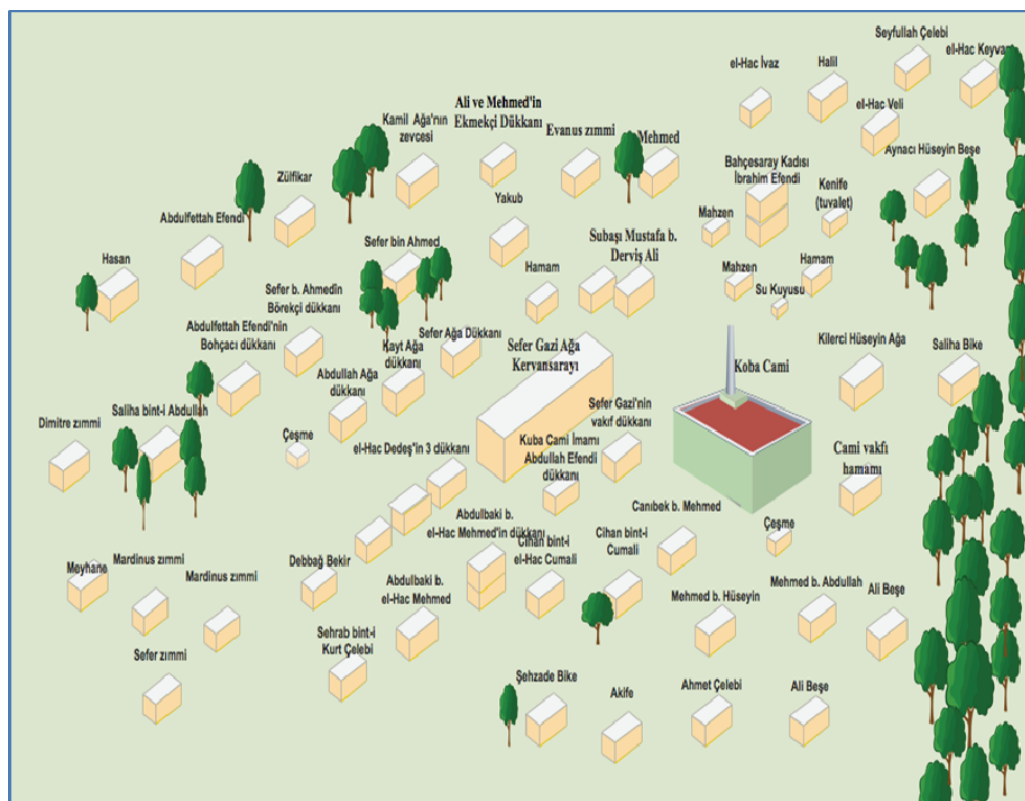 Seyfullah Çelebi
el-Hac İvaz
Halil
el-Hac Keyvan
el-Hac Veli
Ali ve Mehmed'in
Ekmekçi Dükkanı
Kamil Ağa'nın
zevcesi
Evanus zımmi
Mehmed
Bahçesaray Kadısı
İbrahim Efendi
Aynacı Hüseyin Beşe
Zülfikar
Yakub
Mahzen
Kenife
(tuvalet)
Abdulfettah Efendi
Sefer bin Ahmed
Subaşı Mustafa b.
Derviş Ali
Hasan
Hamam
Mahzen
Hamam
Su Kuyusu
Sefer b. Ahmedin
Börekçi dükkanı
Abdulfettah Efendi'nin
Bohçacı dükkanı
Kayt Ağa
dükkanı
Sefer Ağa Dükkanı
Sefer Gazi Ağa
Kervansarayı
Koba Cami
Kilerci Hüseyin Ağa
Saliha Bike
Abdullah Ağa
dükkanı
Dimitre zımmi
Saliha bint-i Abdullah
Çeşme
el-Hac Dedeş"in 3 dükkanı
Sefer Gazi'nin
vakıf dükkanı
Kuba Cami İmamı
Abdullah Efendi
dükkanı
Cami vakfı
hamamı
Abdulbaki b.
el-Hac Mehmed'in dükkanı
Canıbek b. Mehmed
Çeşme
Cihan bint-i
el-Hac Cumali
Cihan bint-i
Cumali
Meyhane
Mardinus zımmi
Mardinus zımmi
Debbağ Bekir
Abdulbaki b.
el-Hac Mehmed
Mehmed b. Hüseyin
Mehmed b. Abdullah
Ali Beşe
Sefer zımmi
Sehrab bint-i
Kurt Çelebi
Şehzade Bike
Akife
Ahmet Çelebi
Ali Beşe